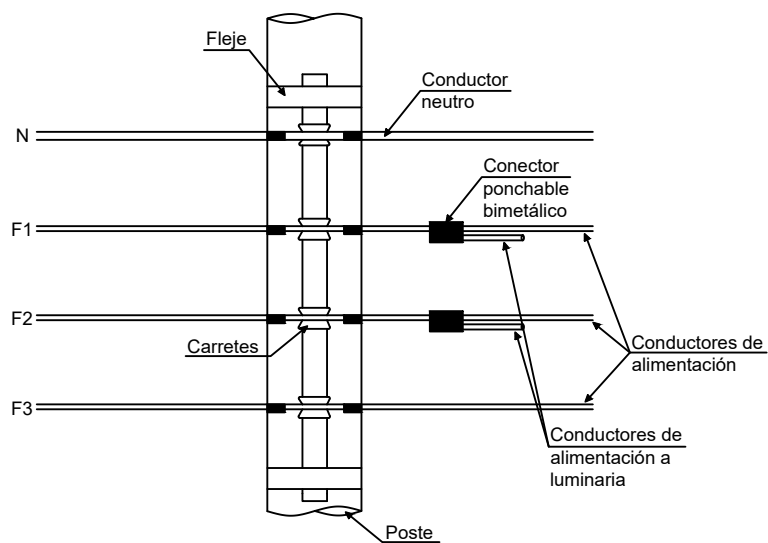 Fleje
Conductor
neutro
N
Conector
ponchable
bimetálico
F1
F2
Carretes
Conductores de
alimentación
F3
Conductores de
alimentación a
luminaria
Poste